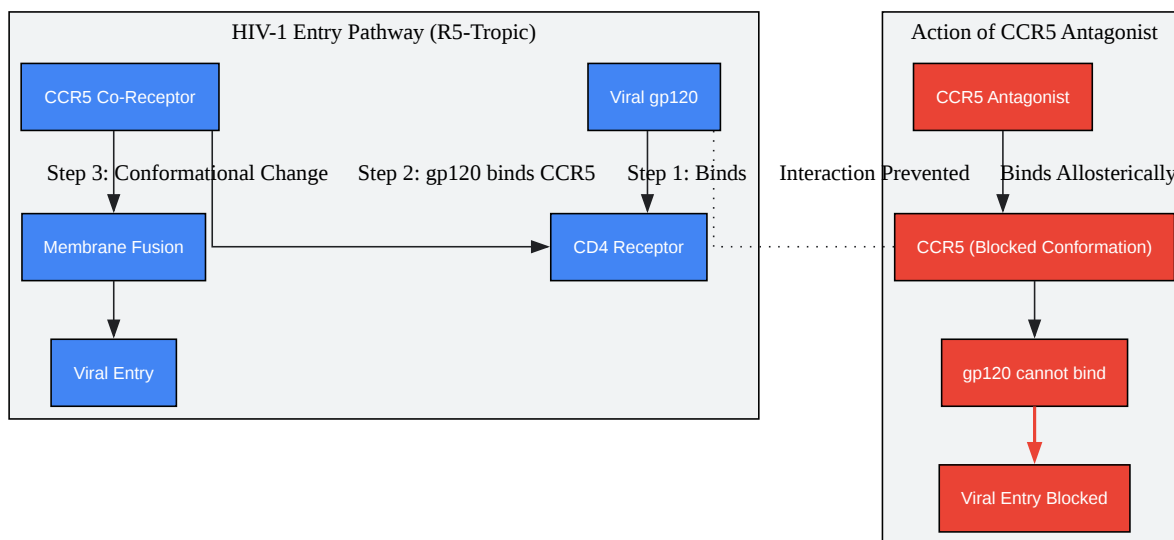 HIV-1 Entry Pathway (R5-Tropic)
CCR5 Co-Receptor
Viral gp120
Step 3: Conformational Change
Step 2: gp120 binds CCR5
Step 1: Binds
Membrane Fusion
CD4 Receptor
Viral Entry
Interaction Prevented
Action of CCR5 Antagonist
CCR5 Antagonist
Binds Allosterically
CCR5 (Blocked Conformation)
gp120 cannot bind
Viral Entry Blocked